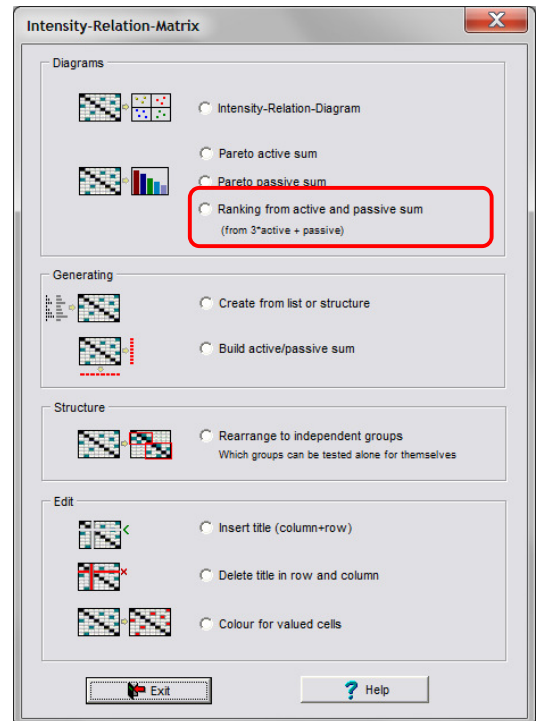 Intensity-Relation-Matrix
Diagrams
Intensity-Relation-Diagram
Pareto active sum
Pareto passive sum
Ranking from active and passive sum
(from 3*active + passive)
Generating
Create from list or structure
Build active/passive sum
Structure
Rearrange to independent groups
Which groups can be tested alone for themselves
Edit
Insert title (column+row)
Delete title in row and column
Colour for valued cells
Exit
Help